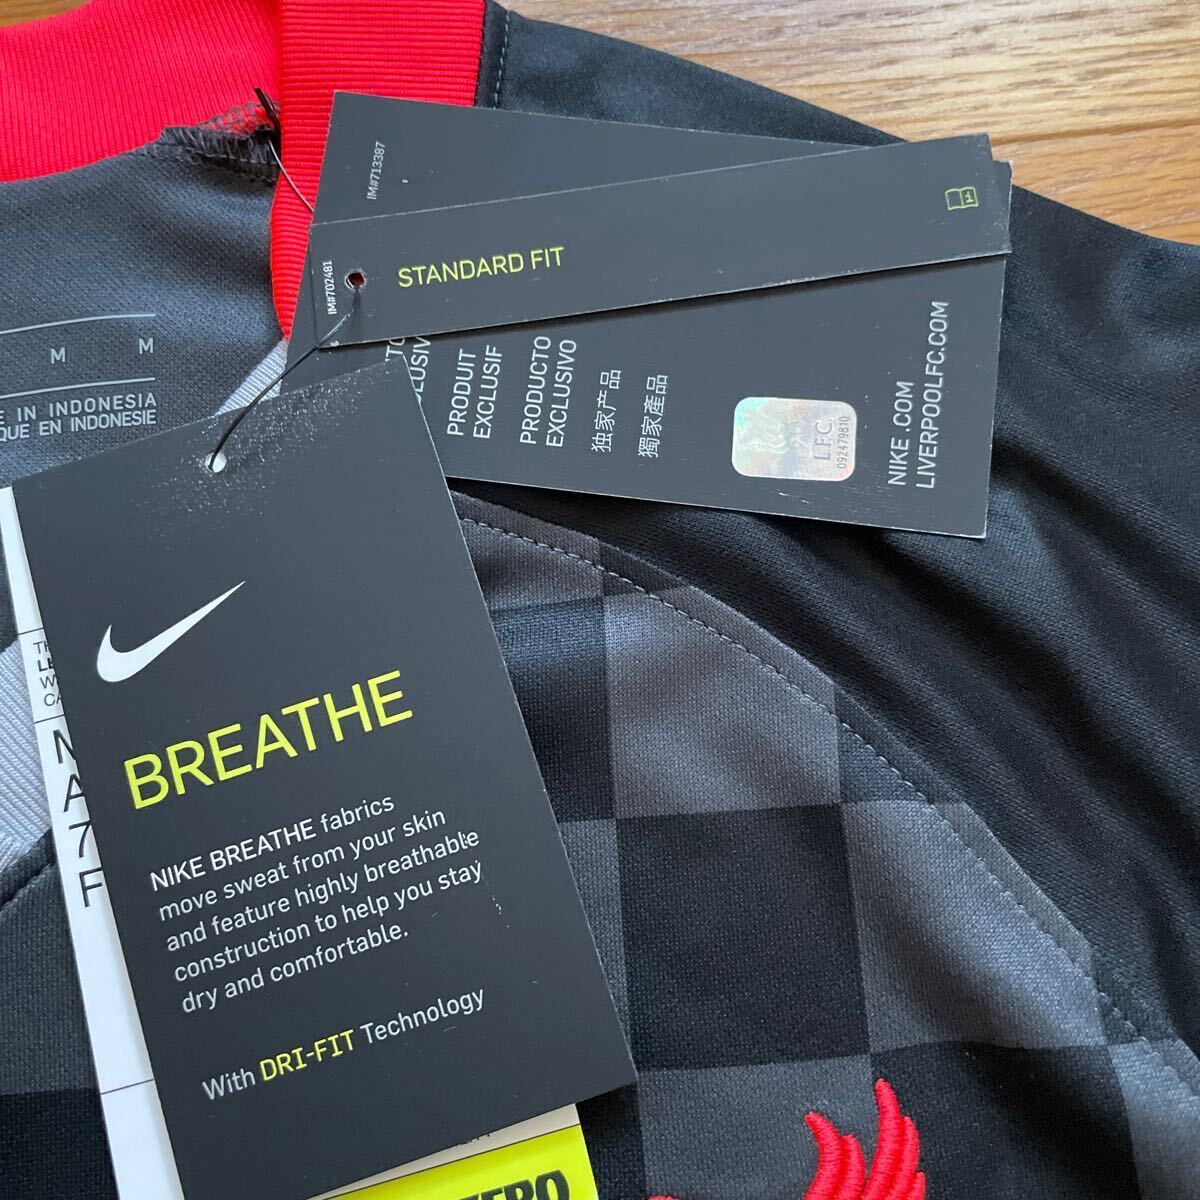 IM#713387
IM#702481
STANDARD FIT
PRODUIT
EXCLUSIF
PRODUCTO
EXCLUSIVO
独家产品
獨家產品
L.F.C.
092479810
NIKE .COM
LIVERPOOLFC.COM
M M
IN INDONESIA
EN INDONESIE
BREATHE
NIKE BREATHE fabrics
move sweat from your skin
and feature highly breathable
construction to help you stay
dry and comfortable.
With DRI-FIT Technology
A
7
F